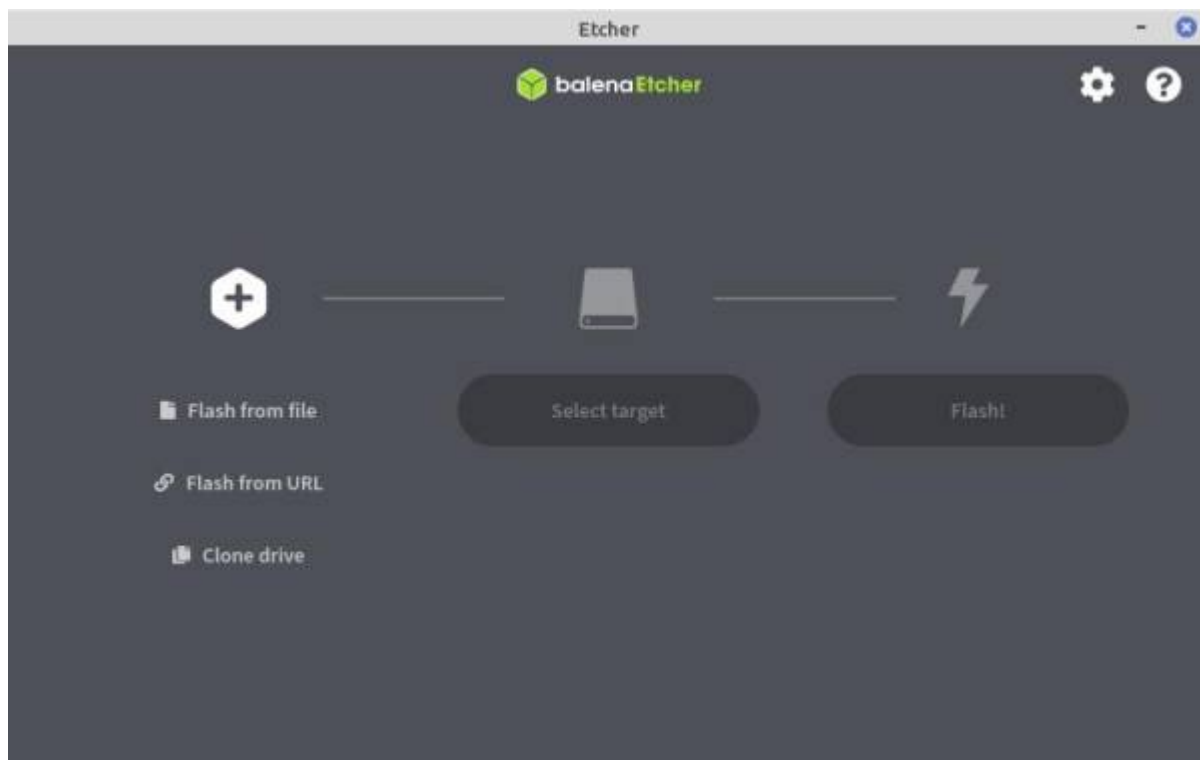 Etcher
balenaEtcher
Flash from file
Select target
Flash!
Flash from URL
Clone drive